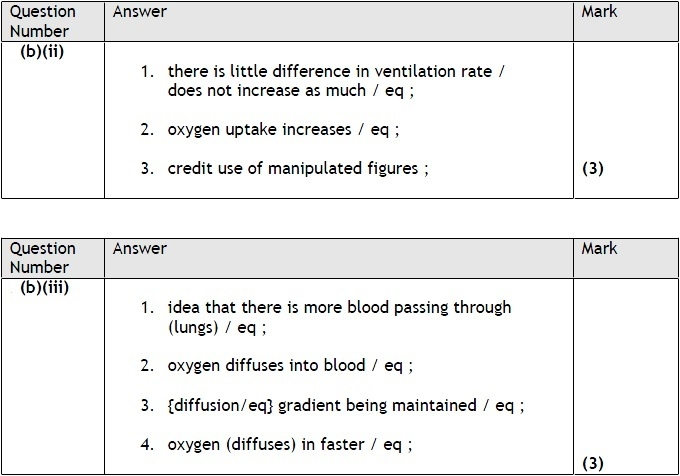 Question Number
Answer
Mark
(b)(ii)
1. there is little difference in ventilation rate /
does not increase as much / eq ;
2. oxygen uptake increases / eq ;
3. credit use of manipulated figures ;
(3)
Question Number
Answer
Mark
(b)(iii)
1. idea that there is more blood passing through
(lungs) / eq ;
2. oxygen diffuses into blood / eq ;
3. {diffusion/eq} gradient being maintained / eq ;
4. oxygen (diffuses) in faster / eq ;
(3)